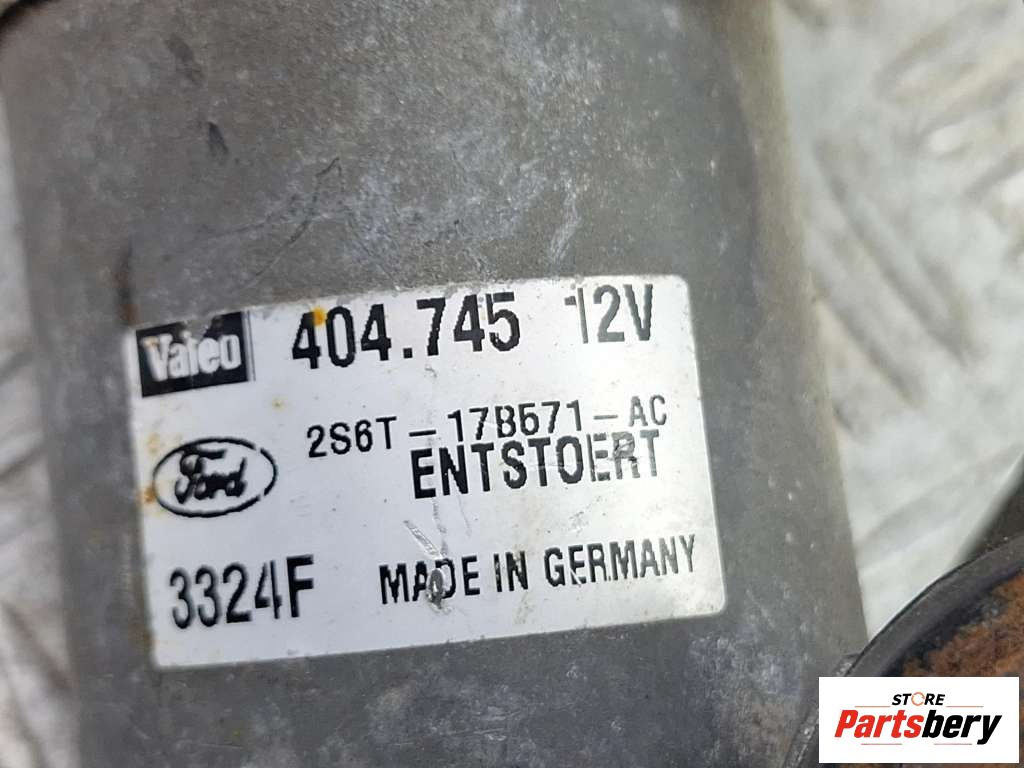 Valeo 404.745 12V
2S6T-17B571-AC
Ford ENTSTOERT
3324F MADE IN GERMANY
STORE
Partsbery